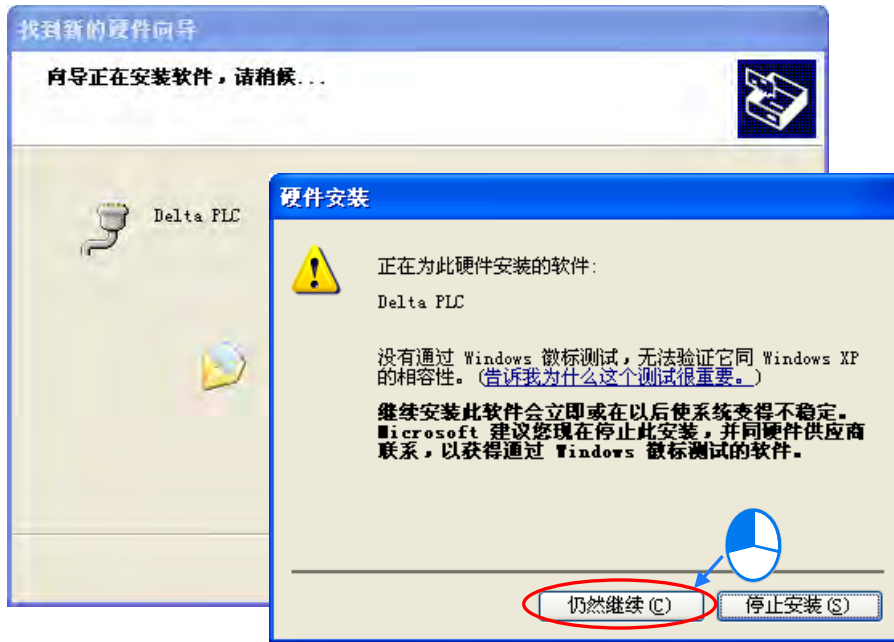 找到新的硬件向导
向导正在安装软件，请稍候...
Delta PLC
硬件安装
正在为此硬件安装的软件:
Delta PLC
没有通过 Windows 徽标测试，无法验证它同 Windows XP
的相容性。(告诉我为什么这个测试很重要。)
继续安装此软件会立即或在以后使系统变得不稳定。
Microsoft 建议您现在停止此安装，并同硬件供应商
联系，以获得通过 Windows 徽标测试的软件。
仍然继续(C)
停止安装(S)